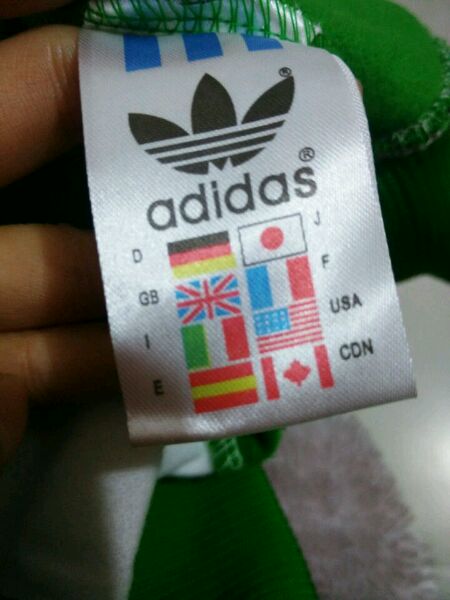 ®
adidas®
D J
GB F
I USA
E CDN